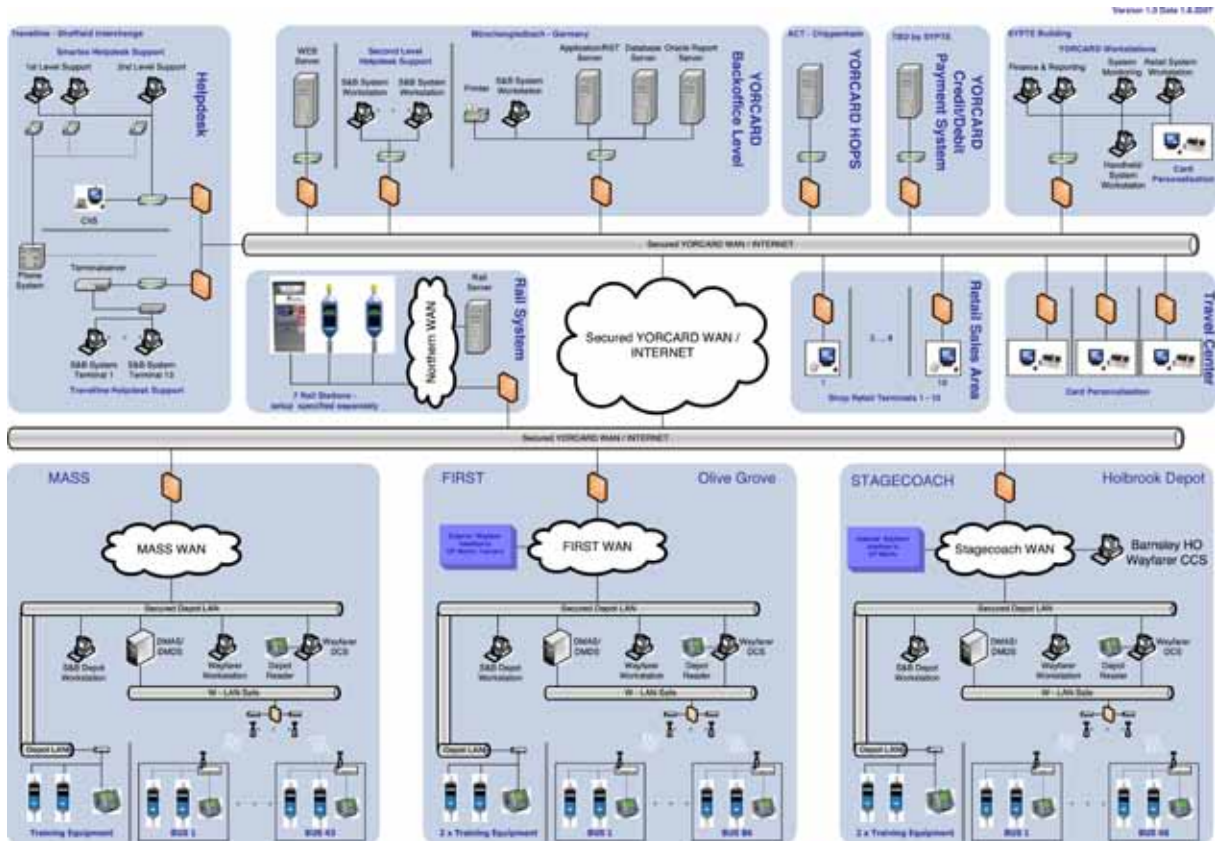 Version 1.0 Date 1.8.2007
Traveline - Sheffield Interchange
Smartex Helpdesk Support
1st Level Support
2nd Level Support
Helpdesk
Phone
System
Terminalserver
S&B System
Terminal 1
S&B System
Terminal 13
Traveline Helpdesk Support
WEB
Server
Second Level
Helpdesk Support
S&B System
Workstation
S&B System
Workstation
Mönchengladbach - Germany
Printer
S&B System
Workstation
Application/RST
Server
Database
Server
Oracle Report
Server
YORCARD
Backoffice Level
ACT - Chippenham
YORCARD HOPS
TBD by SYPTE
YORCARD
Credit/Debit
Payment System
SYPTE Building
YORCARD Workstations
Finance & Reporting
System
Monitoring
Retail System
Workstation
Handheld
System
Workstation
Card
Personalisation
Secured YORCARD WAN / INTERNET
7 Rail Stations -
setup specified separately
Northern WAN
Rail
Server
Rail System
Secured YORCARD WAN /
INTERNET
1
2 ... 9
10
Shop Retail Terminals 1 - 10
Retail Sales Area
Card Personalisation
Travel Center
Secured YORCARD WAN / INTERNET
MASS
MASS WAN
Secured Depot LAN
S&B Depot
Workstation
DMAS/
DMDS
Wayfarer
Workstation
Depot
Reader
Wayfarer
DCS
W - LAN Safe
Depot LAN
Training Equipment
BUS 1
BUS 43
FIRST
Olive Grove
FIRST WAN
Secured Depot LAN
S&B Depot
Workstation
DMAS/
DMDS
Wayfarer
Workstation
Depot
Reader
Wayfarer
DCS
W - LAN Safe
Depot LAN
2 x Training Equipment
BUS 1
BUS 86
STAGECOACH
Holbrook Depot
Stagecoach WAN
Barnsley HO
Wayfarer CCS
Secured Depot LAN
S&B Depot
Workstation
DMAS/
DMDS
Wayfarer
Workstation
Depot
Reader
Wayfarer
DCS
W - LAN Safe
Depot LAN
2 x Training Equipment
BUS 1